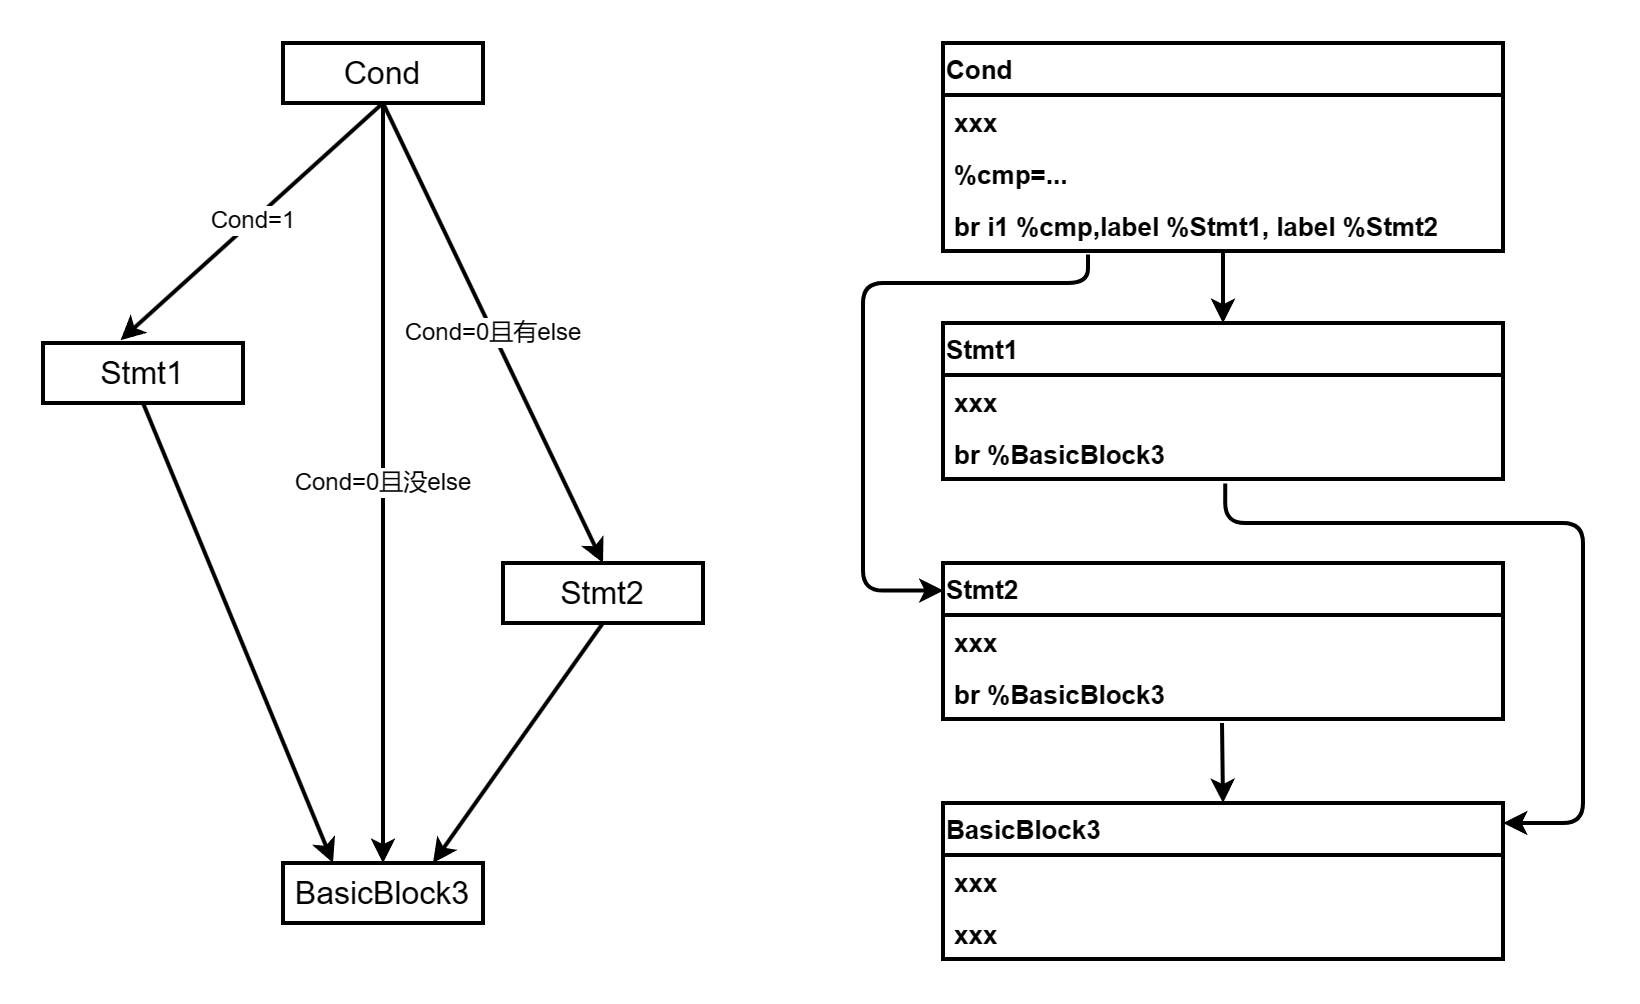 Cond
Cond=1
Cond=0且有else
Stmt1
Cond=0且没else
Stmt2
BasicBlock3
Cond
xxx
%cmp=...
br i1 %cmp,label %Stmt1, label %Stmt2
Stmt1
xxx
br %BasicBlock3
Stmt2
xxx
br %BasicBlock3
BasicBlock3
xxx
xxx